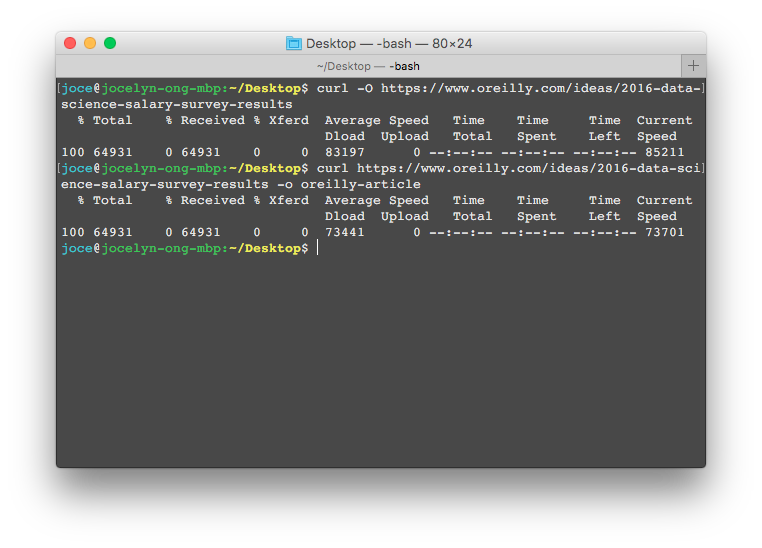 Desktop — -bash — 80×24
~/Desktop — -bash
joce@jocelyn-ong-mbp:~/Desktop$ curl -O https://www.oreilly.com/ideas/2016-data-
science-salary-survey-results
% Total % Received % Xferd Average Speed Time Time Time Current
Dload Upload Total Spent Left Speed
100 64931 0 64931 0 0 83197 0 --:--:-- --:--:-- --:--:-- 85211
joce@jocelyn-ong-mbp:~/Desktop$ curl https://www.oreilly.com/ideas/2016-data-sci
ence-salary-survey-results -o oreilly-article
% Total % Received % Xferd Average Speed Time Time Time Current
Dload Upload Total Spent Left Speed
100 64931 0 64931 0 0 73441 0 --:--:-- --:--:-- --:--:-- 73701
joce@jocelyn-ong-mbp:~/Desktop$